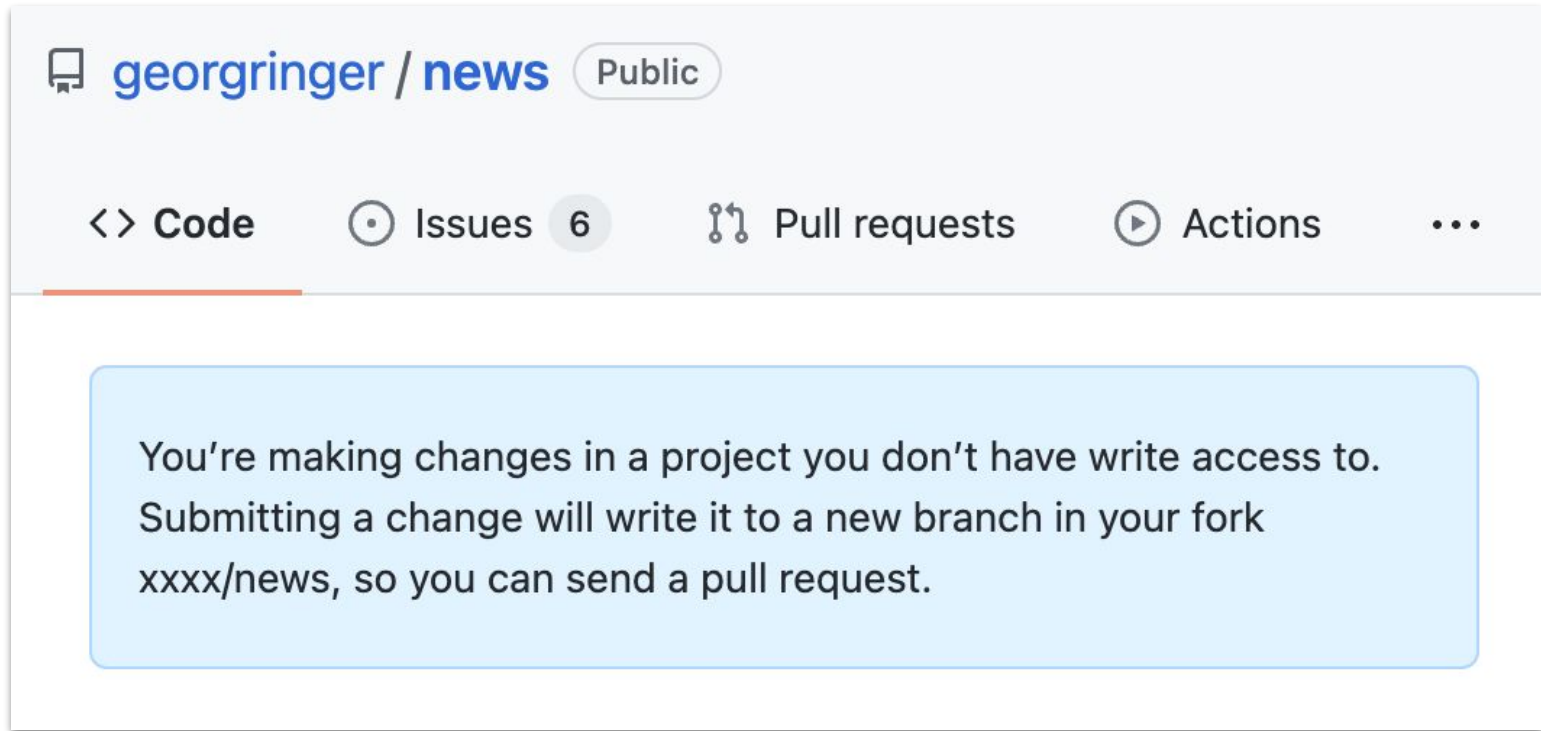 georgringer / news Public
Code Issues 6 Pull requests Actions ...
You're making changes in a project you don't have write access to.
Submitting a change will write it to a new branch in your fork
xxxx/news, so you can send a pull request.